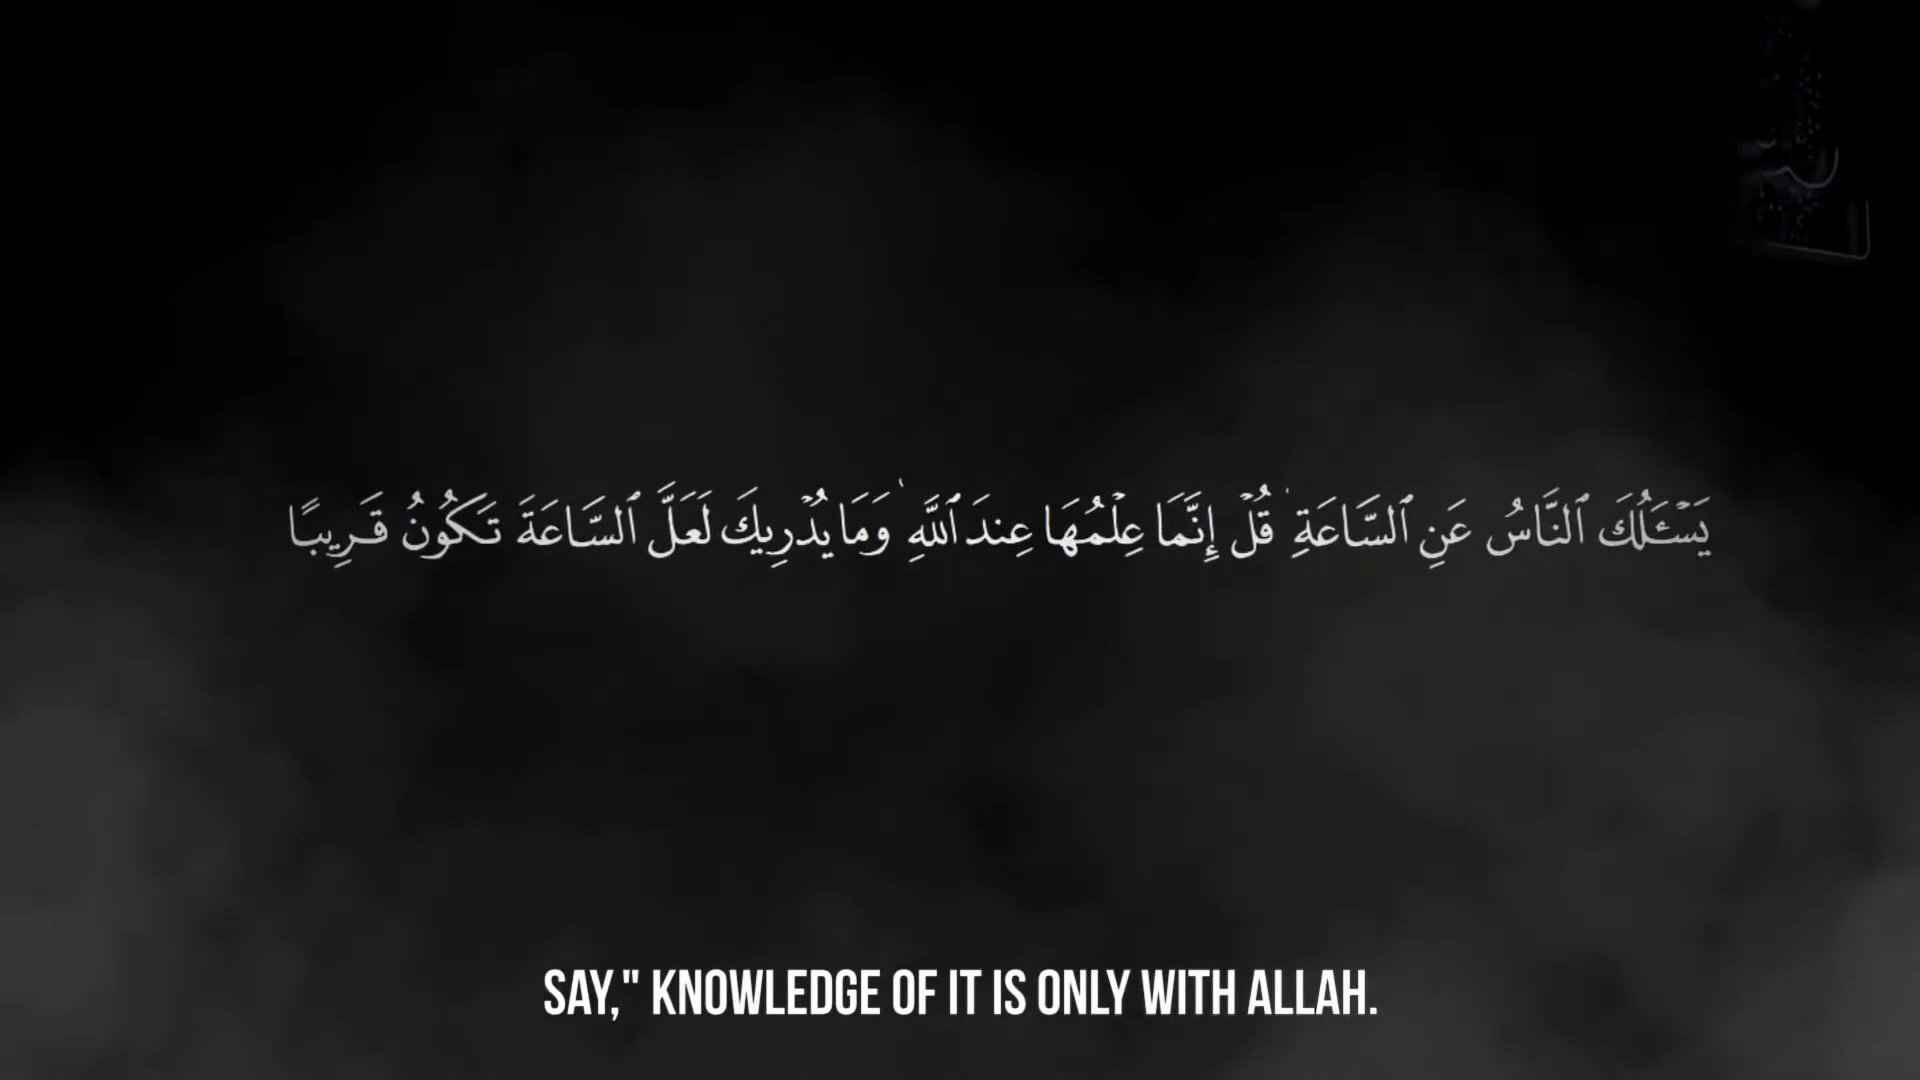 يَسْـَٔلُكَ ٱلنَّاسُ عَنِ ٱلسَّاعَةِ ۖ قُلْ إِنَّمَا عِلْمُهَا عِندَ ٱللَّهِ ۚ وَمَا يُدْرِيكَ لَعَلَّ ٱلسَّاعَةَ تَكُونُ قَرِيبًا
SAY," KNOWLEDGE OF IT IS ONLY WITH ALLAH.